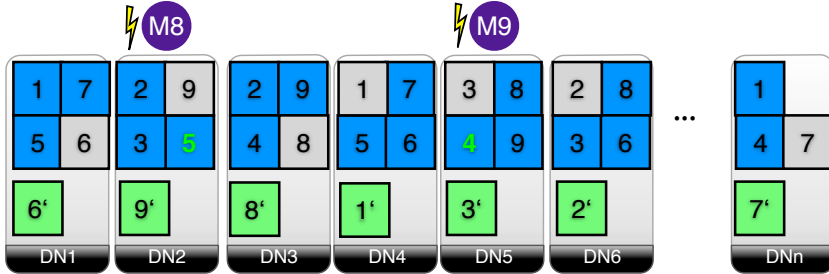 M8 M9
1 7 2 9 2 9 1 7 3 8 2 8 1
...
5 6 3 5 4 8 5 6 4 9 3 6 4 7
6‘ 9‘ 8‘ 1‘ 3‘ 2‘ 7‘
DN1 DN2 DN3 DN4 DN5 DN6 DNn